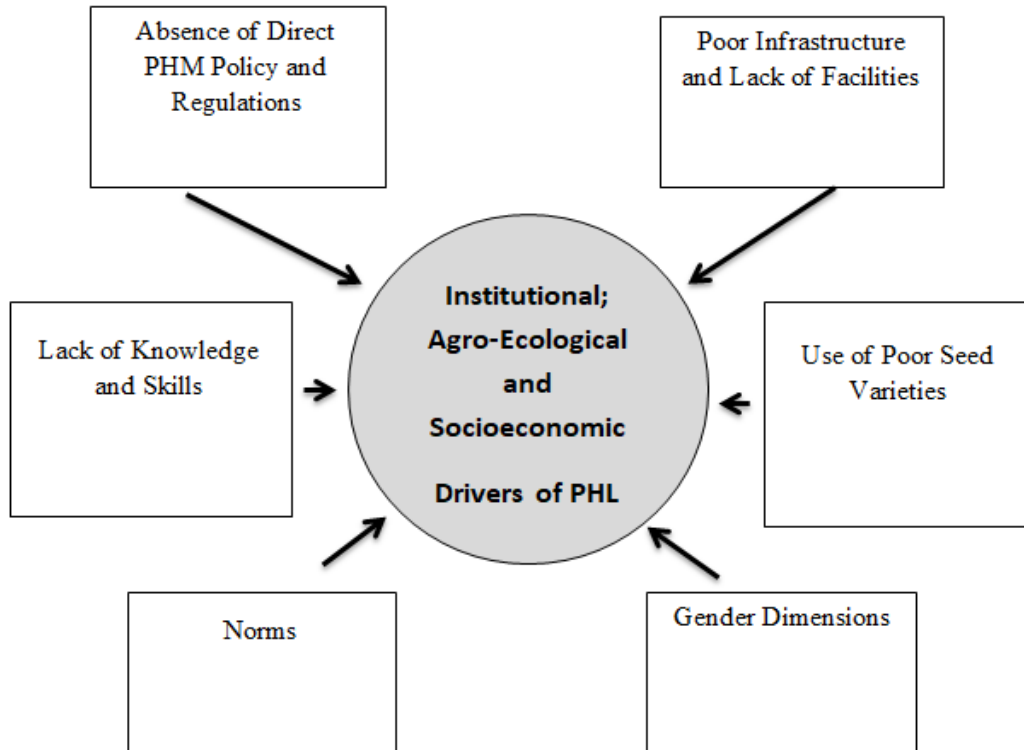 Absence of Direct
PHM Policy and
Regulations
Poor Infrastructure
and Lack of Facilities
Institutional;
Agro-Ecological
and
Socioeconomic
Drivers of PHL
Lack of Knowledge
and Skills
Use of Poor Seed
Varieties
Norms
Gender Dimensions